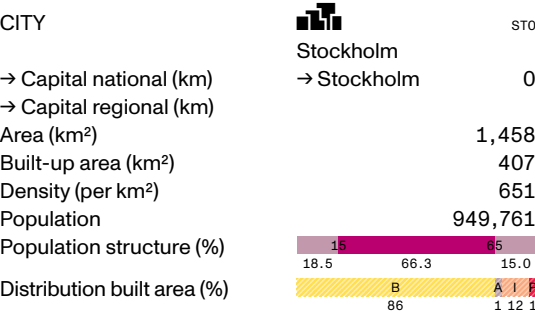 CITY STO
Stockholm
→ Capital national (km) → Stockholm 0
→ Capital regional (km)
Area (km²) 1,458
Built-up area (km²) 407
Density (per km²) 651
Population 949,761
Population structure (%) 15 65
18.5 66.3 15.0
Distribution built area (%) B A I P
86 1 12 1